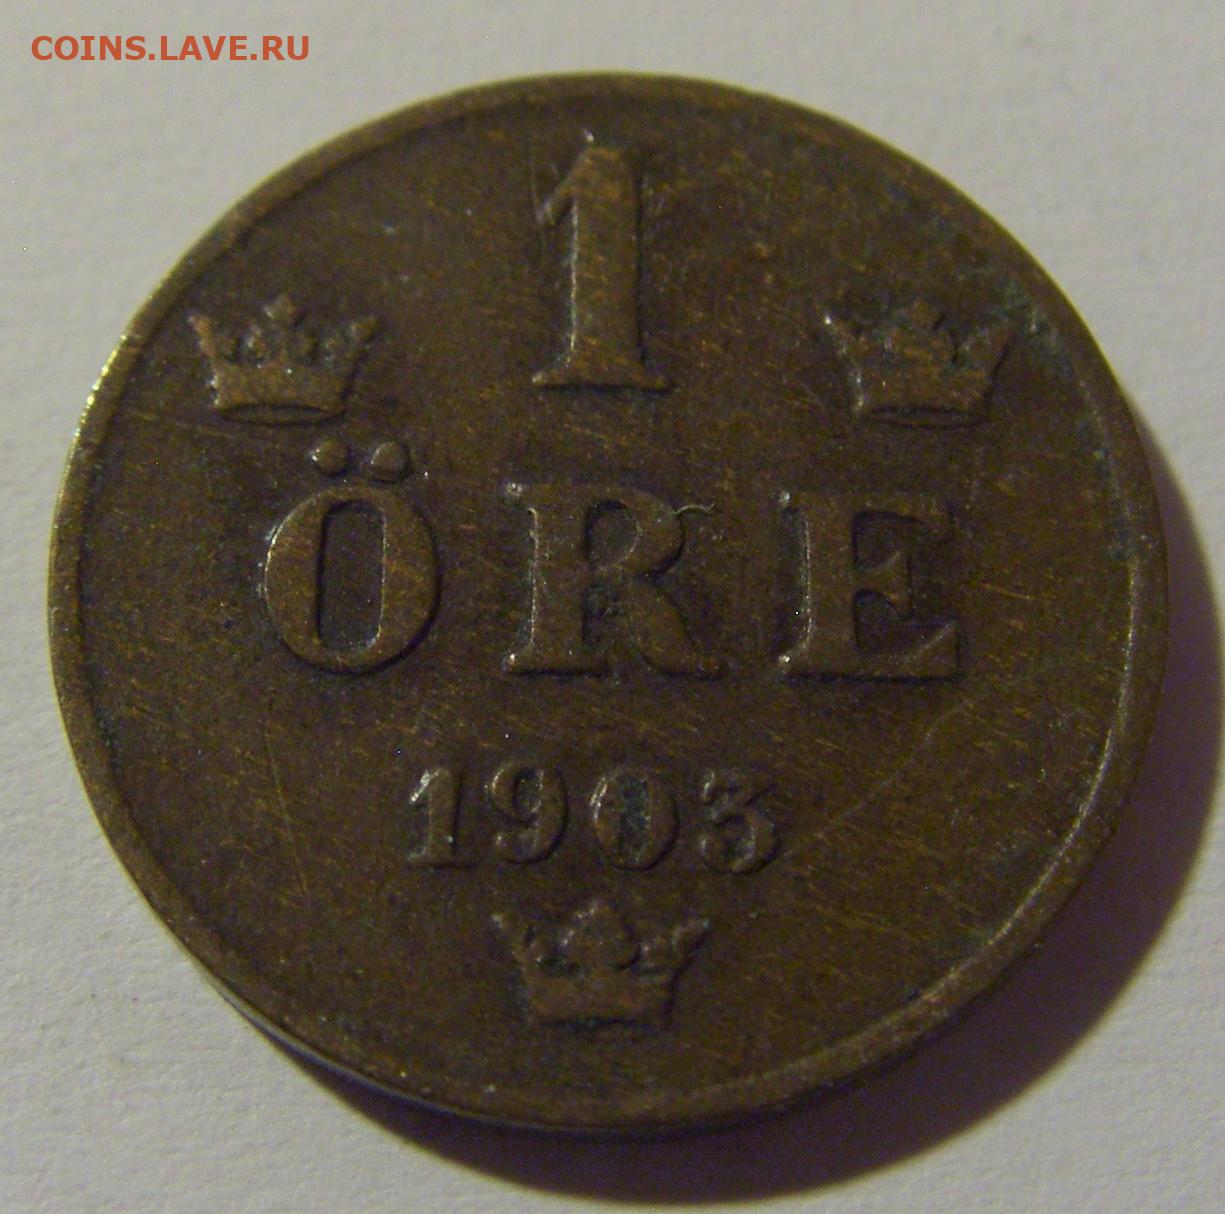 COINS.LAVE.RU
1
ÖRE
1903